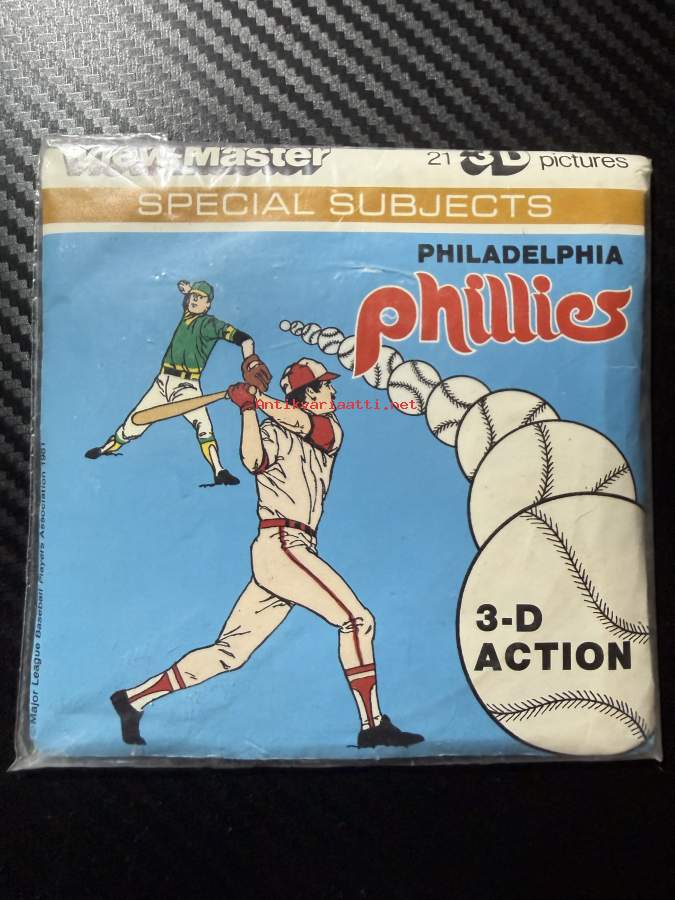 View-Master 21 3D pictures
SPECIAL SUBJECTS
PHILADELPHIA
phillies
Antikvariaatti.net
3-D
ACTION
Major League Baseball Players Association 1981